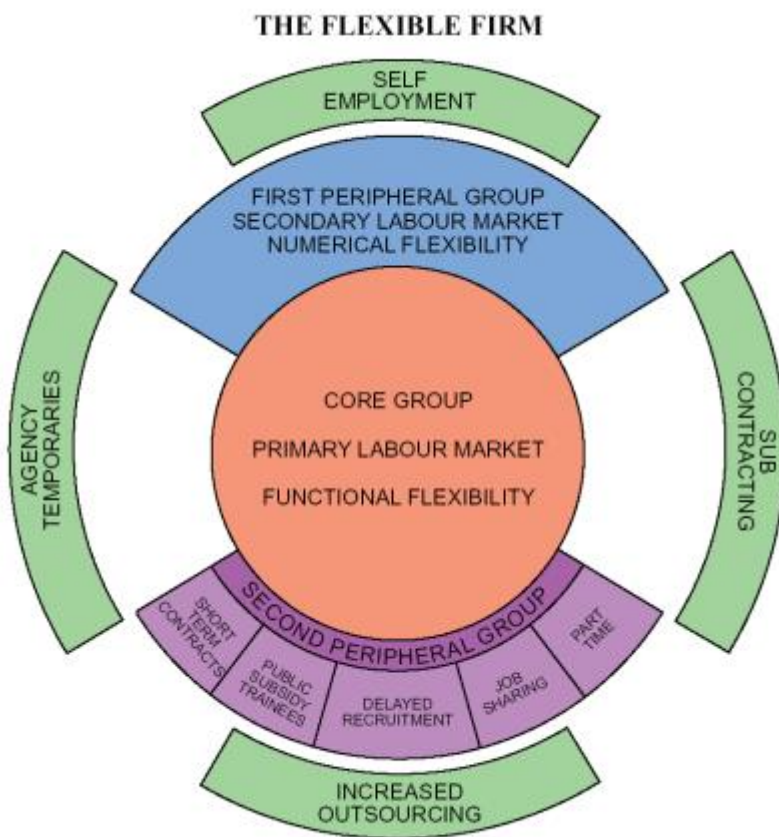 THE FLEXIBLE FIRM
SELF
EMPLOYMENT
FIRST PERIPHERAL GROUP
SECONDARY LABOUR MARKET
NUMERICAL FLEXIBILITY
AGENCY
TEMPORARIES
CORE GROUP
PRIMARY LABOUR MARKET
FUNCTIONAL FLEXIBILITY
SUB
CONTRACTING
SECOND PERIPHERAL GROUP
SHORT
TERM
CONTRACTS
PUBLIC
SUBSIDY
TRAINEES
DELAYED
RECRUITMENT
JOB
SHARING
PART
TIME
INCREASED
OUTSOURCING